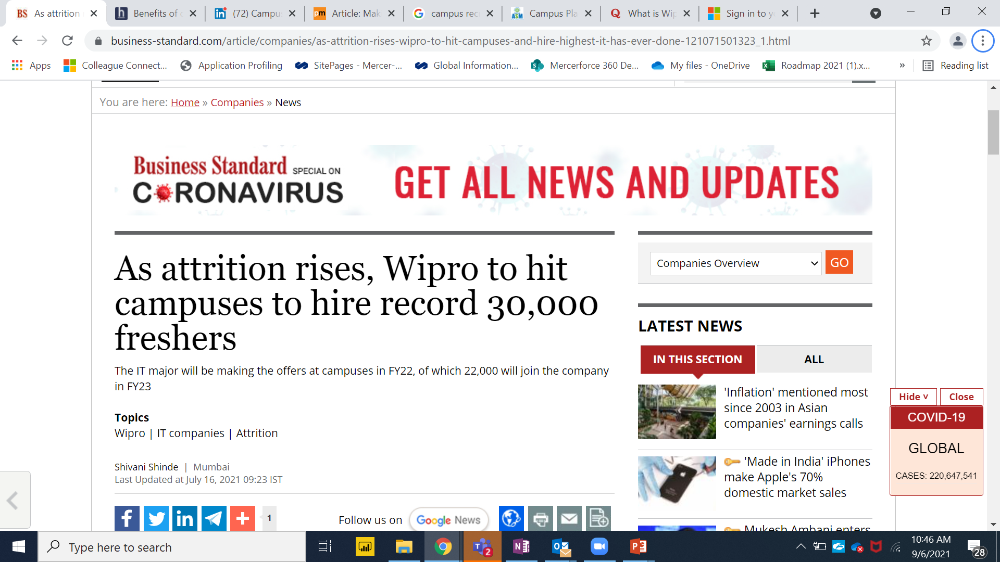 BS As attrition
h Benefits of c
in (72) Campu
pm Article: Mak
G campus rec
ASM Campus Pla
Q What is Wip
Sign in to y
business-standard.com/article/companies/as-attrition-rises-wipro-to-hit-campuses-and-hire-highest-it-has-ever-done-121071501323_1.html
Apps
Colleague Connect...
Application Profiling
SitePages - Mercer-...
Global Information...
Mercerforce 360 De...
My files - OneDrive
Roadmap 2021 (1).x...
»
Reading list
You are here: Home » Companies » News
Business Standard SPECIAL ON
CORONAVIRUS
GET ALL NEWS AND UPDATES
As attrition rises, Wipro to hit
campuses to hire record 30,000
freshers
The IT major will be making the offers at campuses in FY22, of which 22,000 will join the company
in FY23
Topics
Wipro | IT companies | Attrition
Shivani Shinde | Mumbai
Last Updated at July 16, 2021 09:23 IST
1
Follow us on
Google News
Companies Overview
GO
LATEST NEWS
IN THIS SECTION
ALL
'Inflation' mentioned most
since 2003 in Asian
companies' earnings calls
'Made in India' iPhones
make Apple's 70%
domestic market sales
Mukesh Ambani enters
Hide v
Close
COVID-19
GLOBAL
CASES: 220,647,541
Type here to search
10:46 AM
9/6/2021
28